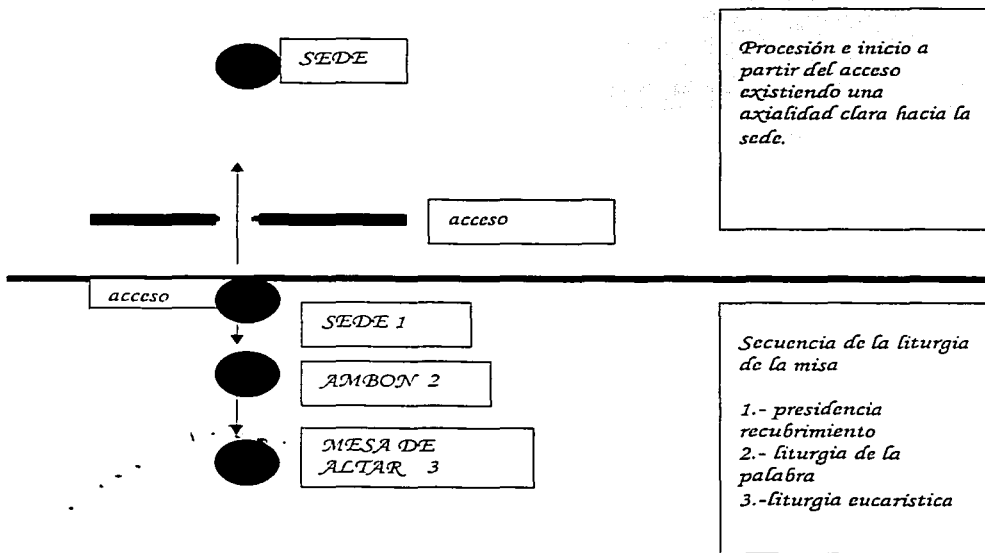 SEDE
Procesión e inicio a
partir del acceso
existiendo una
axialidad clara hacia la
sede.
acceso
acceso
SEDE 1
AMBON 2
MESA DE
ALTAR 3
Secuencia de la liturgia
de la misa
1.- presidencia
recubrimiento
2.- liturgia de la
palabra
3.-liturgia eucarística